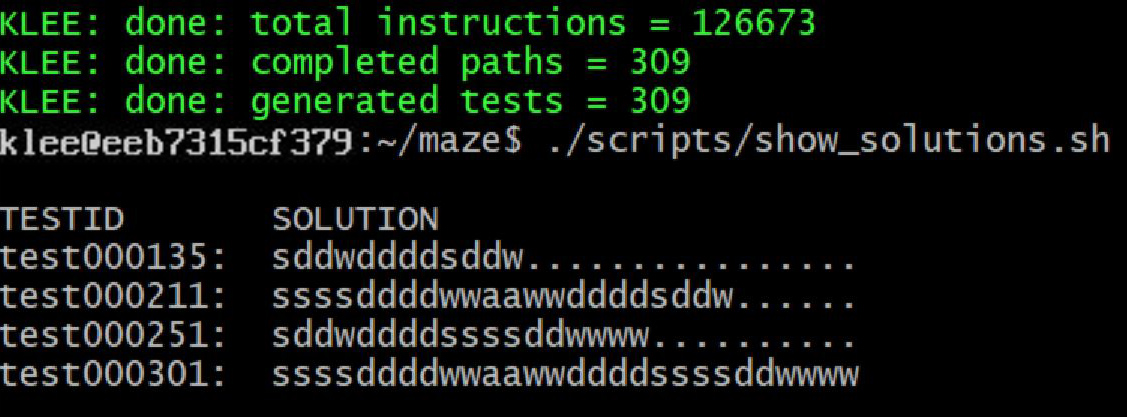 KLEE: done: total instructions = 126673
KLEE: done: completed paths = 309
KLEE: done: generated tests = 309
klee@eeb7315cf379:~/maze$ ./scripts/show_solutions.sh
TESTID       SOLUTION
test000135:  sddwddddsddw................
test000211:  ssssddddwwaawwddddsddw......
test000251:  sddwddddssssddwwww..........
test000301:  ssssddddwwaawwddddssssddwwww